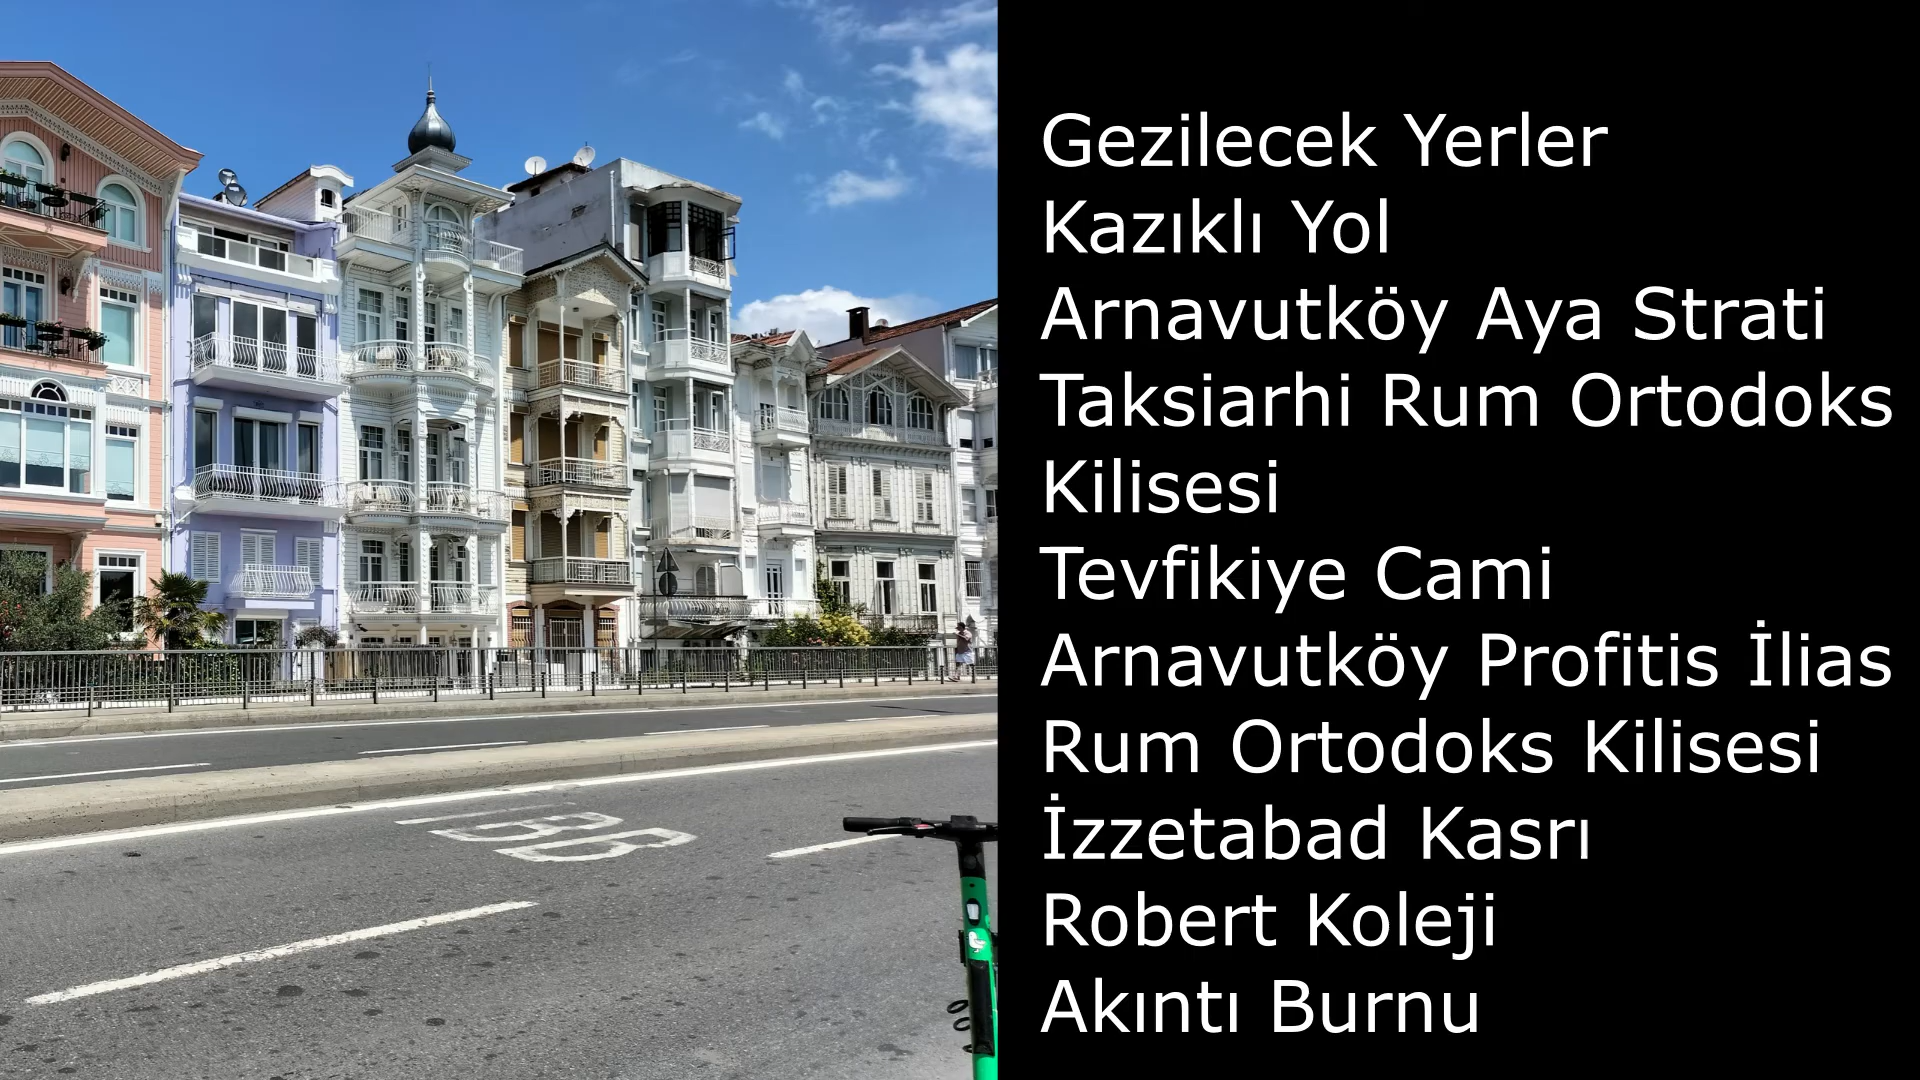 Gezilecek Yerler
Kazıklı Yol
Arnavutköy Aya Strati
Taksiarhi Rum Ortodoks
Kilisesi
Tevfikiye Cami
Arnavutköy Profitis İlias
Rum Ortodoks Kilisesi
İzzetabad Kasrı
Robert Koleji
Akıntı Burnu
İBB